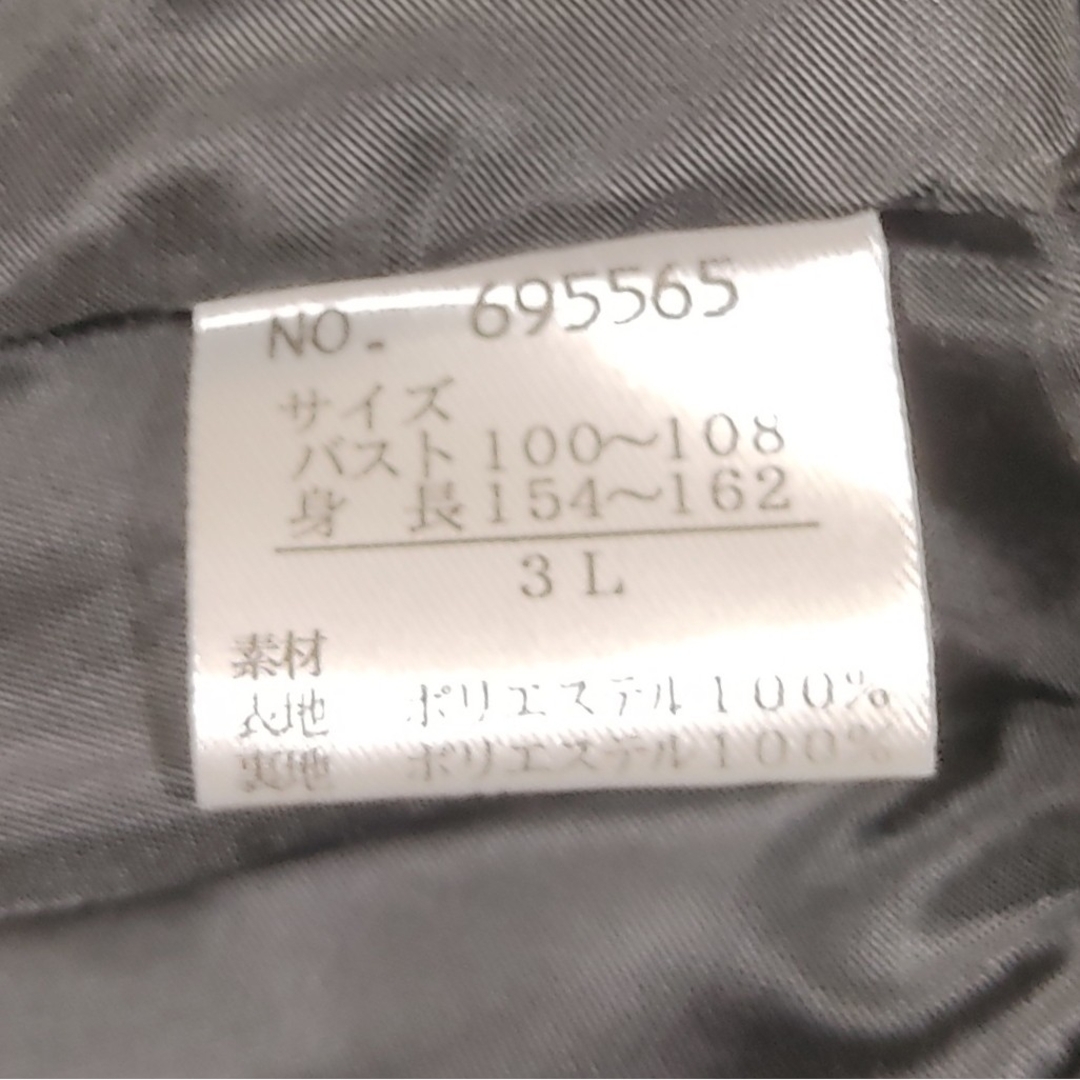 NO. 695565
サイズ
バスト100～108
身 長154～162
3L
素材
表地 ポリエステル100%
裏地 ポリエステル100%